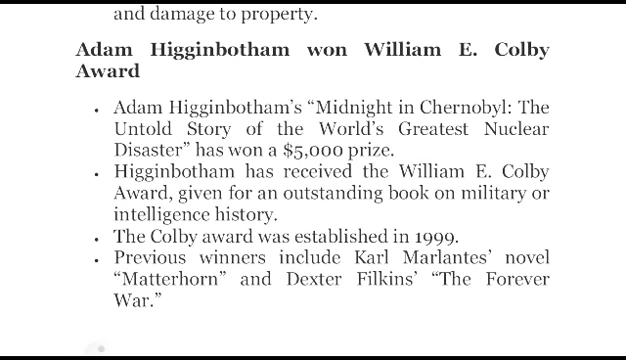 and damage to property.
Adam Higginbotham won William E. Colby
Award
• Adam Higginbotham's “Midnight in Chernobyl: The
Untold Story of the World's Greatest Nuclear
Disaster” has won a $5,000 prize.
• Higginbotham has received the William E. Colby
Award, given for an outstanding book on military or
intelligence history.
• The Colby award was established in 1999.
• Previous winners include Karl Marlantes' novel
“Matterhorn” and Dexter Filkins' “The Forever
War.”